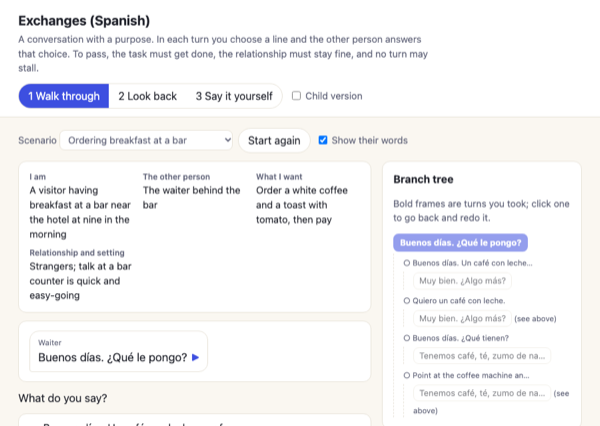 Exchanges (Spanish)
A conversation with a purpose. In each turn you choose a line and the other person answers
that choice. To pass, the task must get done, the relationship must stay fine, and no turn may
stall.
1 Walk through
2 Look back
3 Say it yourself
Child version
Scenario
Ordering breakfast at a bar
Start again
Show their words
I am
A visitor having
breakfast at a bar near
the hotel at nine in the
morning
The other person
The waiter behind the
bar
What I want
Order a white coffee
and a toast with
tomato, then pay
Relationship and setting
Strangers; talk at a bar
counter is quick and
easy-going
Waiter
Buenos días. ¿Qué le pongo?
What do you say?
Branch tree
Bold frames are turns you took; click one
to go back and redo it.
Buenos días. ¿Qué le pongo?
Buenos días. Un café con leche...
Muy bien. ¿Algo más?
Quiero un café con leche.
Muy bien. ¿Algo más? (see above)
Buenos días. ¿Qué tienen?
Tenemos café, té, zumo de na...
Point at the coffee machine an...
Tenemos café, té, zumo de na... (see
above)